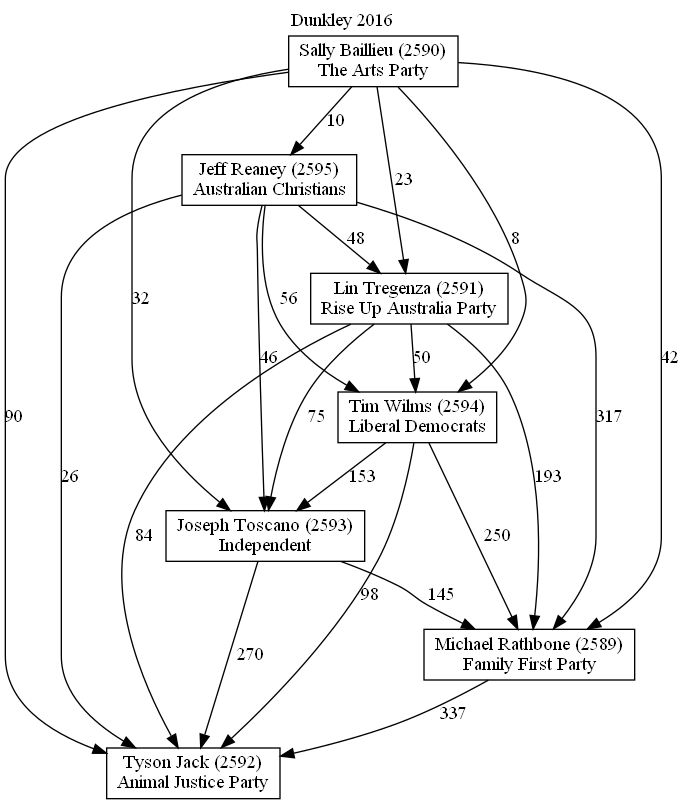 Dunkley 2016
Sally Baillieu (2590)
The Arts Party
10
Jeff Reaney (2595)
Australian Christians
23
48
8
Lin Tregenza (2591)
Rise Up Australia Party
32
56
46
50
42
Tim Wilms (2594)
Liberal Democrats
90
75
317
26
153
193
Joseph Toscano (2593)
Independent
84
250
98
145
Michael Rathbone (2589)
Family First Party
270
337
Tyson Jack (2592)
Animal Justice Party